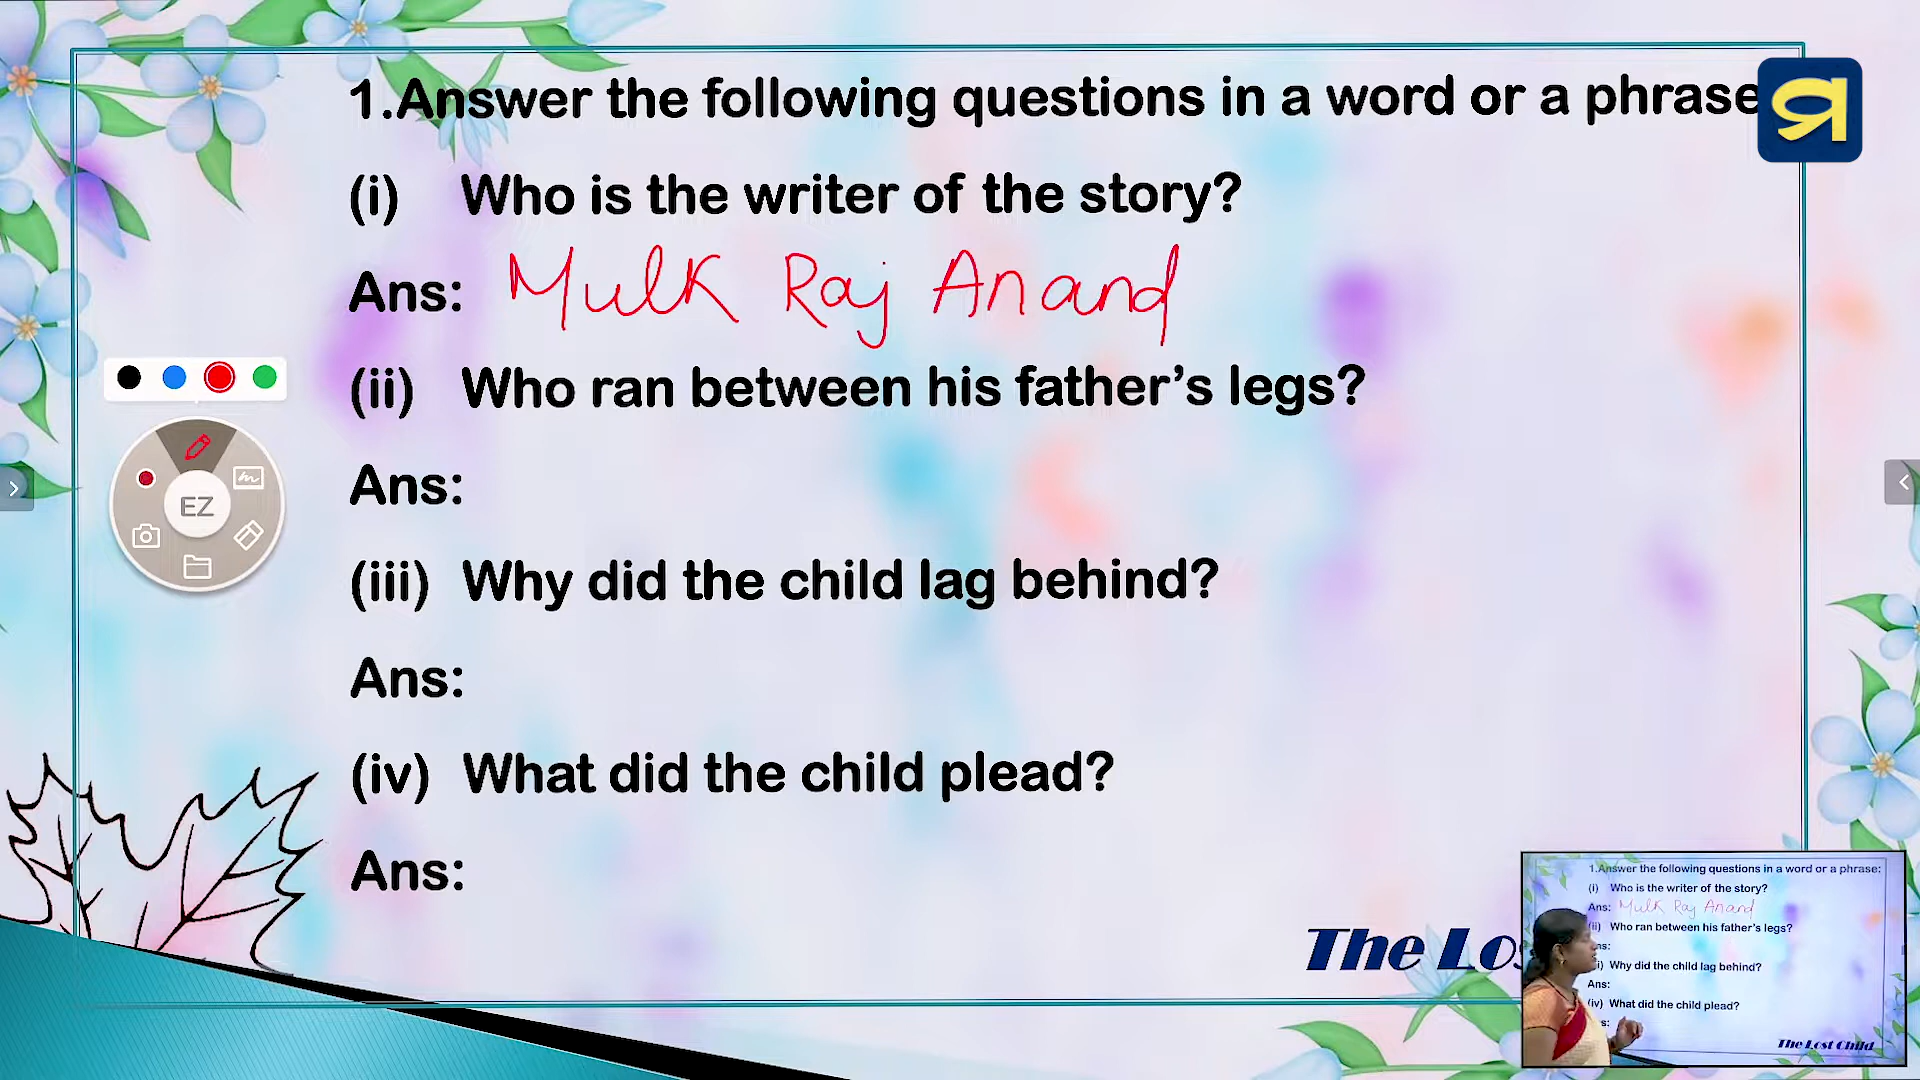 1.Answer the following questions in a word or a phrase
(i) Who is the writer of the story?
Ans: Mulk Raj Anand
(ii) Who ran between his father's legs?
Ans:
(iii) Why did the child lag behind?
Ans:
(iv) What did the child plead?
Ans:
EZ
The Lo
1.Answer the following questions in a word or a phrase:
(i) Who is the writer of the story?
Ans: Mulk Raj Anand
Who ran between his father's legs?
Why did the child lag behind?
Ans:
(iv) What did the child plead?
The Lost Child